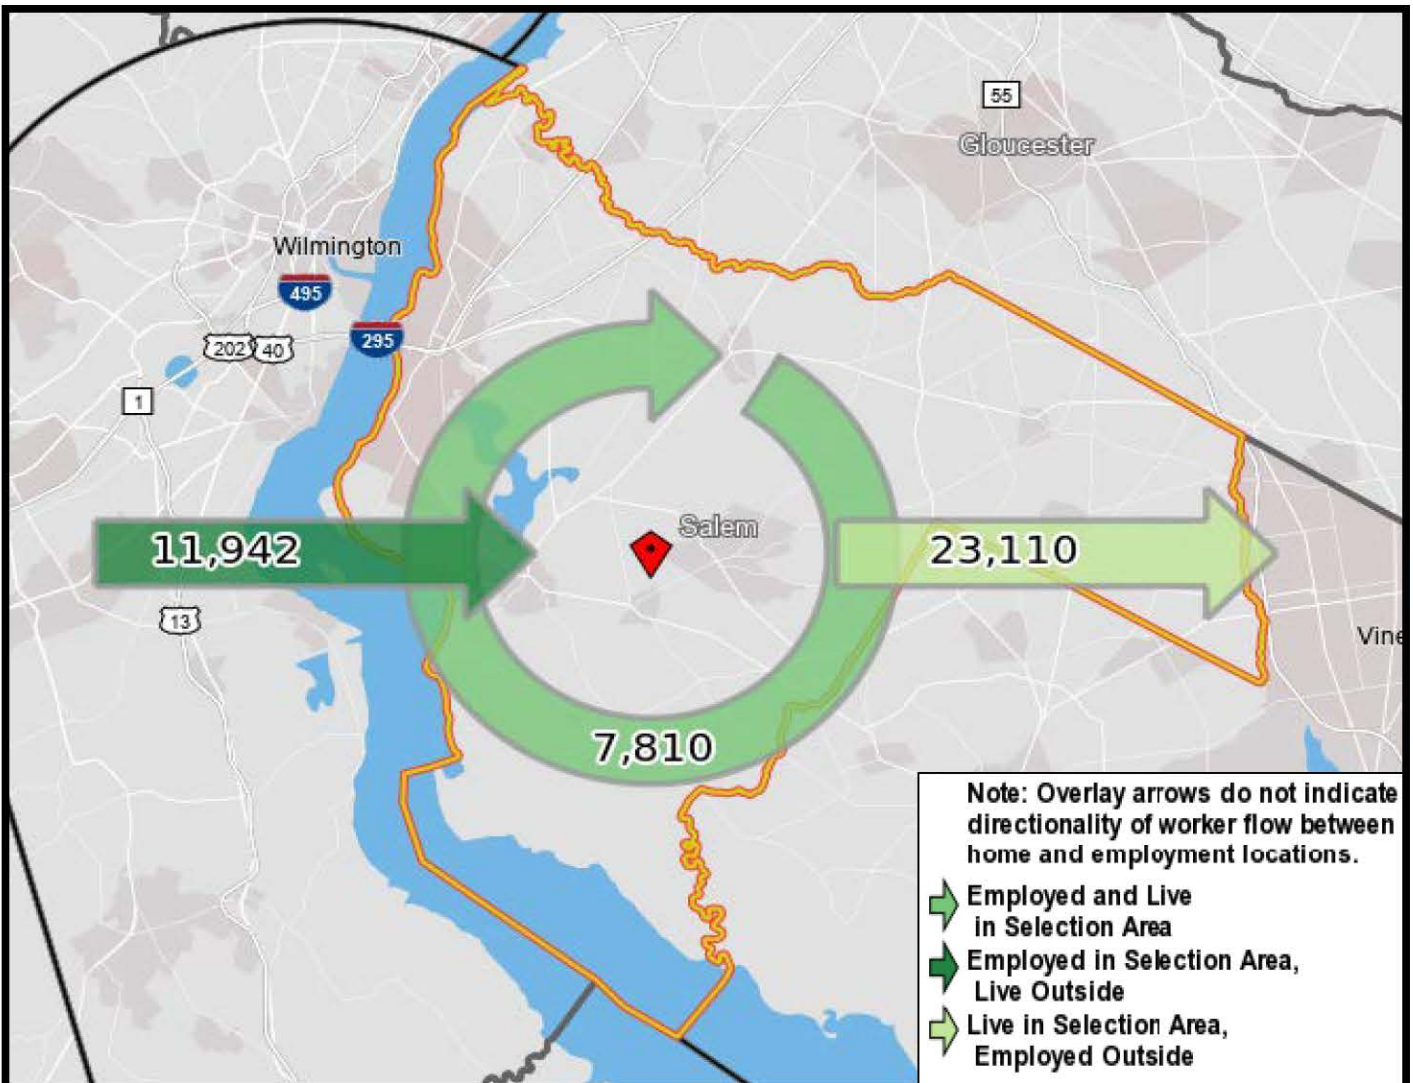 55
Gloucester
Wilmington
495
295
202
40
1
Salem
11,942
23,110
13
Vine
7,810
Note: Overlay arrows do not indicate
directionality of worker flow between
home and employment locations.
Employed and Live
in Selection Area
Employed in Selection Area,
Live Outside
Live in Selection Area,
Employed Outside